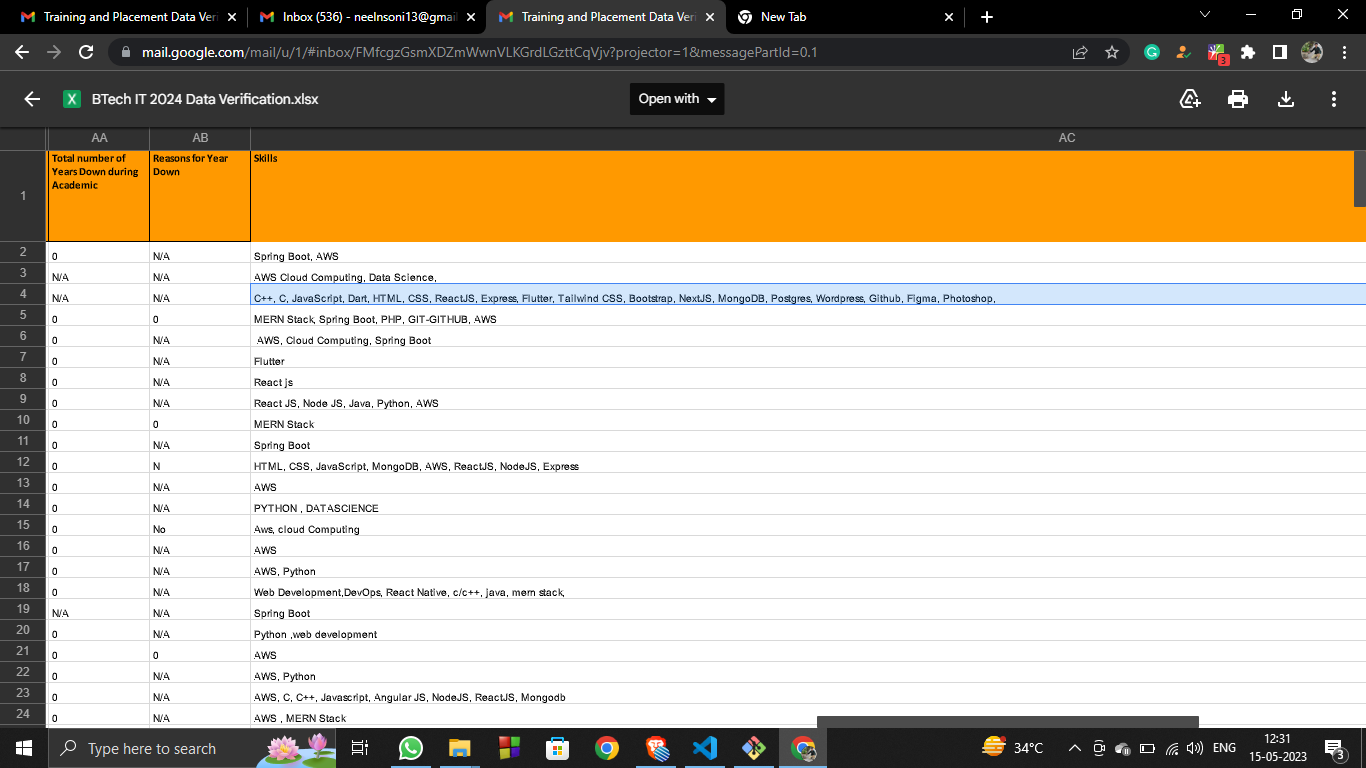 Training and Placement Data Veri
Inbox (536) - neelnsoni13@gmail
Training and Placement Data Veri
New Tab
mail.google.com/mail/u/1/#inbox/FMfcgzGsmXDZmWwnVLKGrdLGzttCqVjv?projector=1&messagePartId=0.1
3
X BTech IT 2024 Data Verification.xlsx
Open with
AA AB AC
1 Total number of Years Down during Academic Reasons for Year Down Skills
2 0 N/A Spring Boot, AWS
3 N/A N/A AWS Cloud Computing, Data Science,
4 N/A N/A C++, C, JavaScript, Dart, HTML, CSS, ReactJS, Express, Flutter, Tailwind CSS, Bootstrap, NextJS, MongoDB, Postgres, Wordpress, Github, Figma, Photoshop,
5 0 0 MERN Stack, Spring Boot, PHP, GIT-GITHUB, AWS
6 0 N/A AWS, Cloud Computing, Spring Boot
7 0 N/A Flutter
8 0 N/A React js
9 0 N/A React JS, Node JS, Java, Python, AWS
10 0 0 MERN Stack
11 0 N/A Spring Boot
12 0 N HTML, CSS, JavaScript, MongoDB, AWS, ReactJS, NodeJS, Express
13 0 N/A AWS
14 0 N/A PYTHON , DATASCIENCE
15 0 No Aws, cloud Computing
16 0 N/A AWS
17 0 N/A AWS, Python
18 0 N/A Web Development,DevOps, React Native, c/c++, java, mern stack,
19 N/A N/A Spring Boot
20 0 N/A Python ,web development
21 0 0 AWS
22 0 N/A AWS, Python
23 0 N/A AWS, C, C++, Javascript, Angular JS, NodeJS, ReactJS, Mongodb
24 0 N/A AWS , MERN Stack
Type here to search
34°C
ENG
12:31
15-05-2023
3